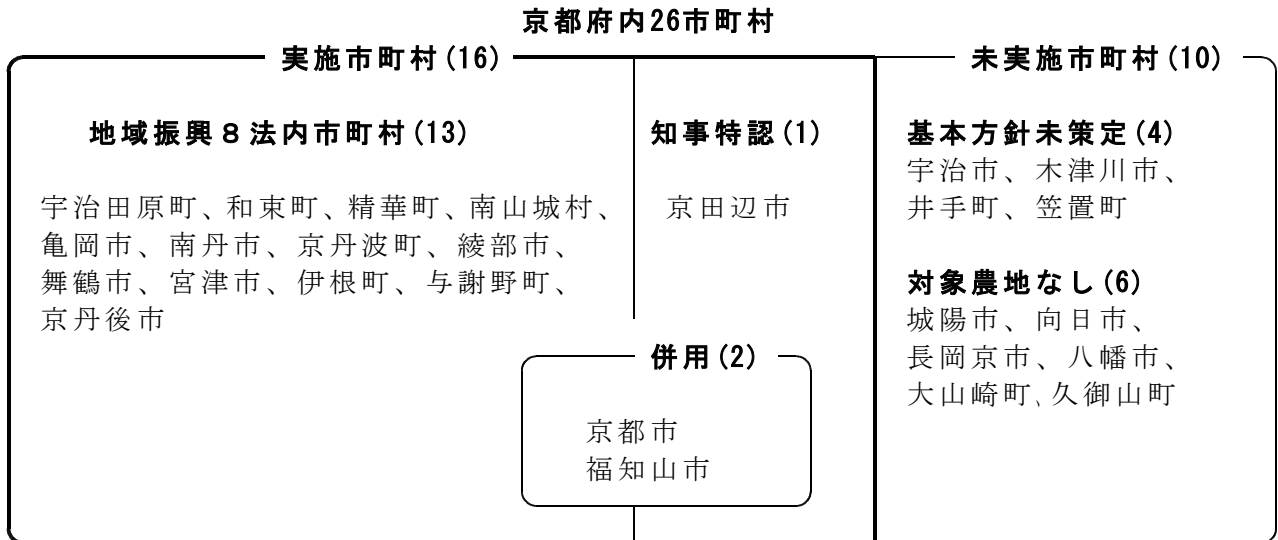 京都府内26市町村
実施市町村(16)
未実施市町村(10)
地域振興８法内市町村(13)
宇治田原町、和束町、精華町、南山城村、
亀岡市、南丹市、京丹波町、綾部市、
舞鶴市、宮津市、伊根町、与謝野町、
京丹後市
知事特認(1)
京田辺市
併用(2)
京都市
福知山市
基本方針未策定(4)
宇治市、木津川市、
井手町、笠置町
対象農地なし(6)
城陽市、向日市、
長岡京市、八幡市、
大山崎町、久御山町